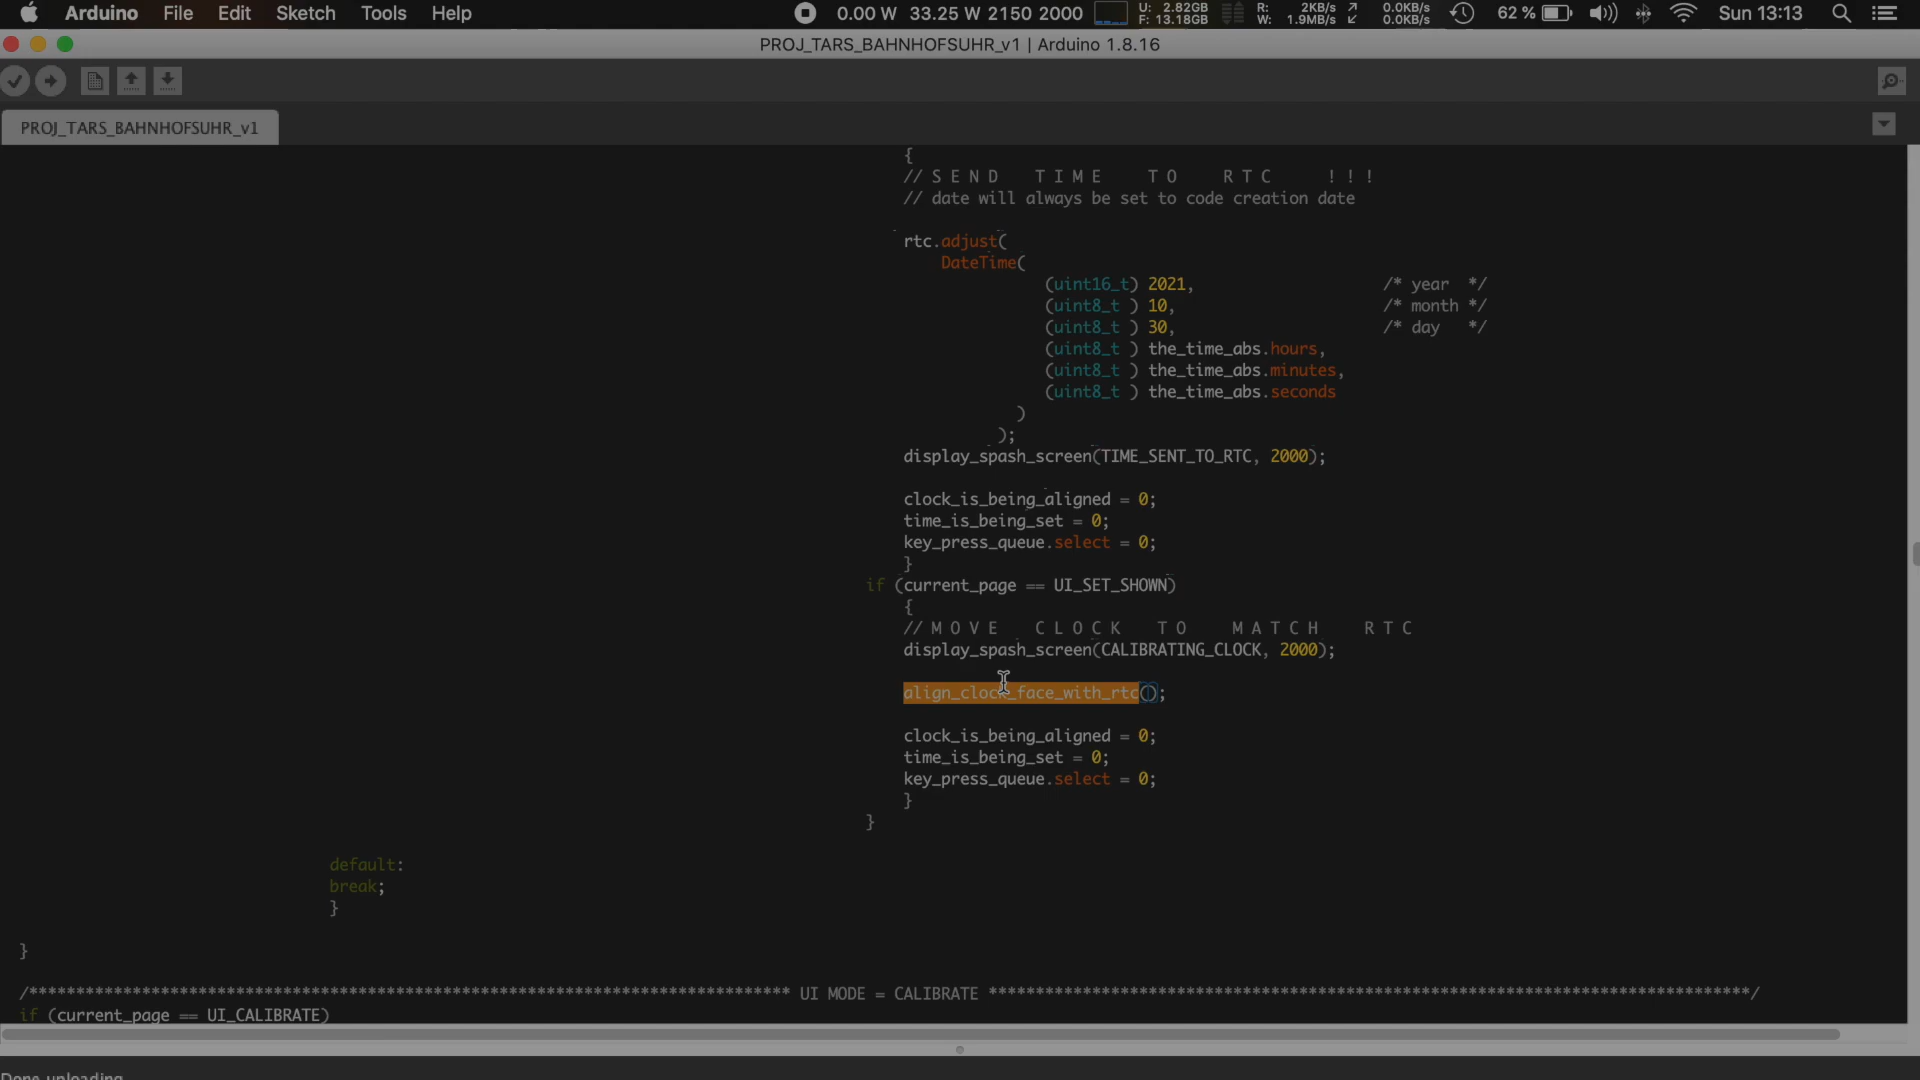 Arduino File Edit Sketch Tools Help 0.00 W 33.25 W 2150 2000 U: 2.82GB F: 13.18GB R: 2KB/s W: 1.9MB/s 0.0KB/s 0.0KB/s 62 % Sun 13:13
PROJ_TARS_BAHNHOFSUHR_v1 | Arduino 1.8.16
PROJ_TARS_BAHNHOFSUHR_v1
{
// S E N D T I M E T O R T C ! ! !
// date will always be set to code creation date
rtc.adjust(
DateTime(
(uint16_t) 2021, /* year */
(uint8_t ) 10, /* month */
(uint8_t ) 30, /* day */
(uint8_t ) the_time_abs.hours,
(uint8_t ) the_time_abs.minutes,
(uint8_t ) the_time_abs.seconds
)
);
display_spash_screen(TIME_SENT_TO_RTC, 2000);
clock_is_being_aligned = 0;
time_is_being_set = 0;
key_press_queue.select = 0;
}
if (current_page == UI_SET_SHOWN)
{
// M O V E C L O C K T O M A T C H R T C
display_spash_screen(CALIBRATING_CLOCK, 2000);
align_clock_face_with_rtc();
clock_is_being_aligned = 0;
time_is_being_set = 0;
key_press_queue.select = 0;
}
}
default:
break;
}
}
/********************************************************************************* UI MODE = CALIBRATE *********************************************************************************/
if (current_page == UI_CALIBRATE)
Done uploading